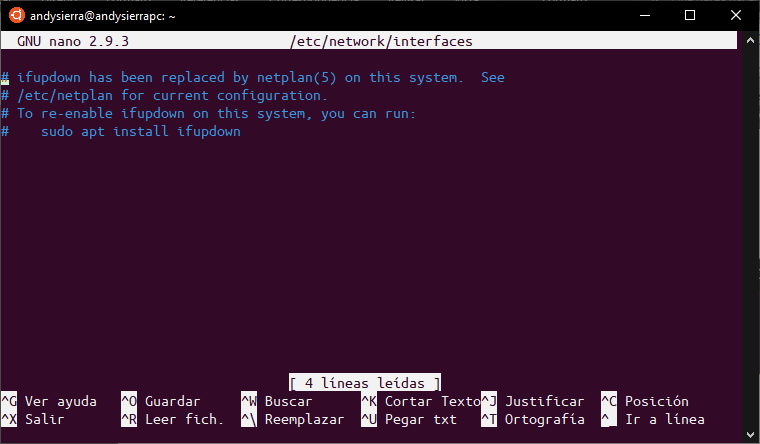 andysierra@andysierrapc: ~
GNU nano 2.9.3 /etc/network/interfaces
# ifupdown has been replaced by netplan(5) on this system.  See
# /etc/netplan for current configuration.
# To re-enable ifupdown on this system, you can run:
#    sudo apt install ifupdown
[ 4 líneas leídas ]
^G Ver ayuda ^O Guardar ^W Buscar ^K Cortar Texto ^J Justificar ^C Posición
^X Salir ^R Leer fich. ^\ Reemplazar ^U Pegar txt ^T Ortografía ^_ Ir a línea